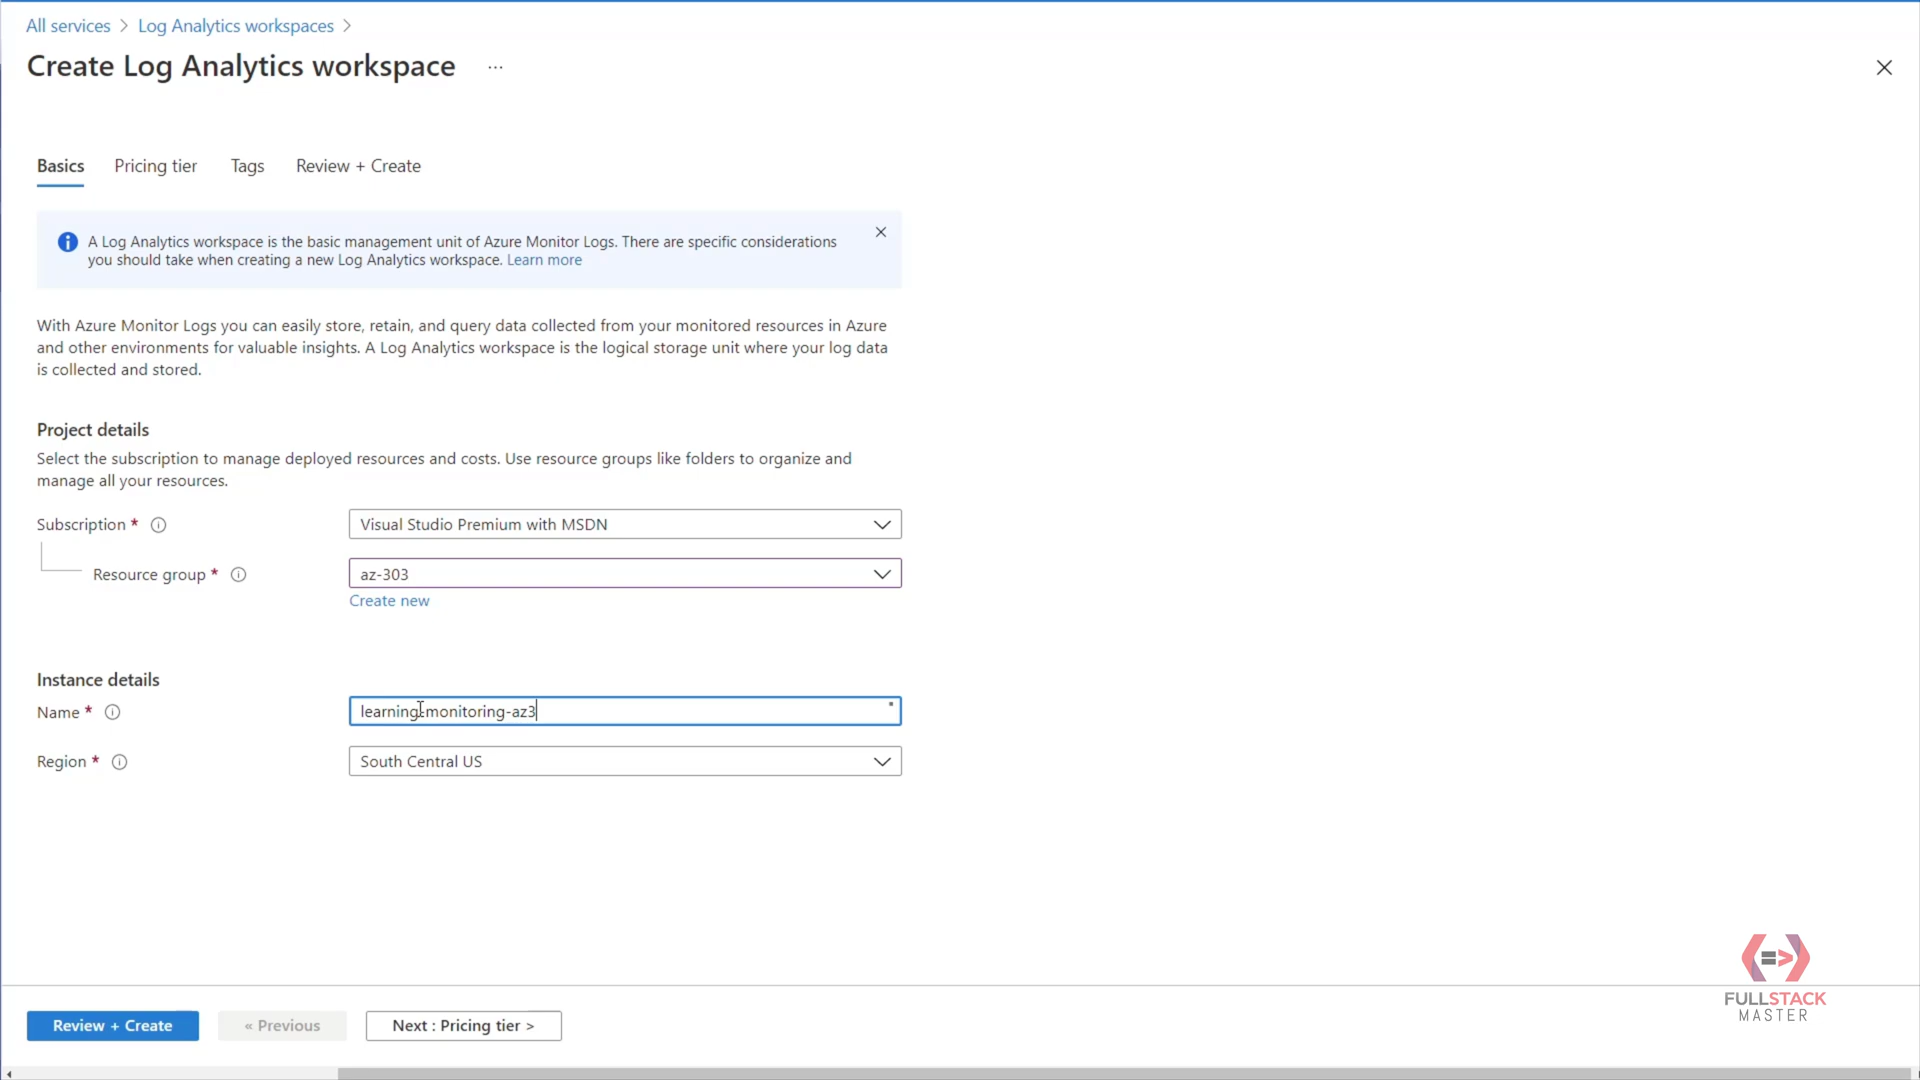 All services > Log Analytics workspaces >
Create Log Analytics workspace ...
Basics Pricing tier Tags Review + Create
A Log Analytics workspace is the basic management unit of Azure Monitor Logs. There are specific considerations
you should take when creating a new Log Analytics workspace. Learn more
With Azure Monitor Logs you can easily store, retain, and query data collected from your monitored resources in Azure
and other environments for valuable insights. A Log Analytics workspace is the logical storage unit where your log data
is collected and stored.
Project details
Select the subscription to manage deployed resources and costs. Use resource groups like folders to organize and
manage all your resources.
Subscription * Visual Studio Premium with MSDN
Resource group * az-303
Create new
Instance details
Name * learning-monitoring-az3
Region * South Central US
FULLSTACK
MASTER
Review + Create « Previous Next : Pricing tier >